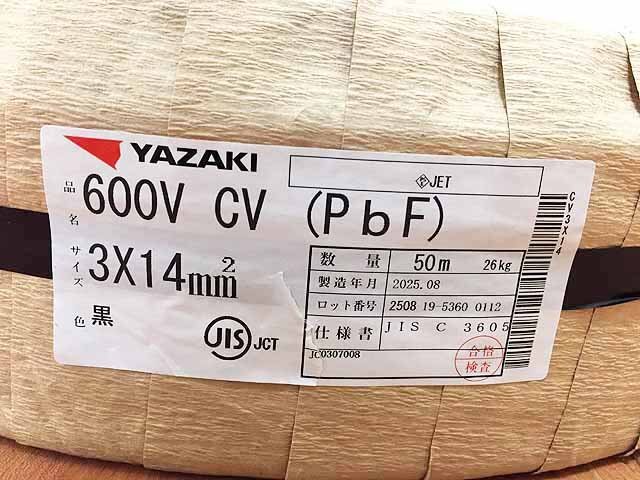 YAZAKI
JET
品名 600V CV (PbF)
サイズ 3X14mm²
色 黒
JIS JCT
数量 50m 26kg
製造年月 2025.08
ロット番号 2508 19-5360 0112
仕様書 JIS C 3605
JC0307008
合格
検査
CV3X14